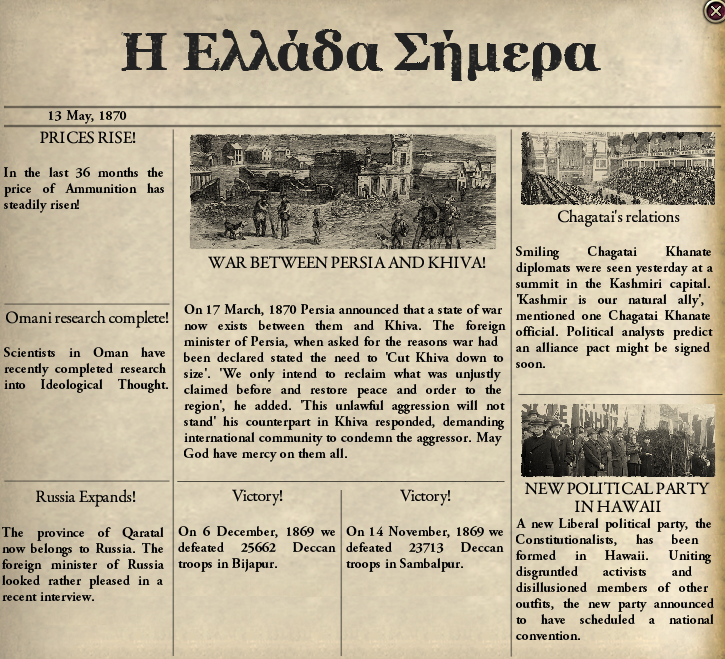 Η Ελλάδα Σήμερα
13 May, 1870
PRICES RISE!
In the last 36 months the
price of Ammunition has
steadily risen!
Omani research complete!
Scientists in Oman have
recently completed research
into Ideological Thought.
Russia Expands!
The province of Qaratal
now belongs to Russia. The
foreign minister of Russia
looked rather pleased in a
recent interview.
WAR BETWEEN PERSIA AND KHIVA!
On 17 March, 1870 Persia announced that a state of war
now exists between them and Khiva. The foreign
minister of Persia, when asked for the reasons war had
been declared stated the need to 'Cut Khiva down to
size'. 'We only intend to reclaim what was unjustly
claimed before and restore peace and order to the
region', he added. 'This unlawful aggression will not
stand' his counterpart in Khiva responded, demanding
international community to condemn the aggressor. May
God have mercy on them all.
Victory!
On 6 December, 1869 we
defeated 25662 Deccan
troops in Bijapur.
Victory!
On 14 November, 1869 we
defeated 23713 Deccan
troops in Sambalpur.
Chagatai's relations
Smiling Chagatai Khanate
diplomats were seen yesterday at a
summit in the Kashmiri capital.
'Kashmir is our natural ally',
mentioned one Chagatai Khanate
official. Political analysts predict
an alliance pact might be signed
soon.
NEW POLITICAL PARTY
IN HAWAII
A new Liberal political party, the
Constitutionalists, has been
formed in Hawaii. Uniting
disgruntled activists and
disillusioned members of other
outfits, the new party announced
to have scheduled a national
convention.